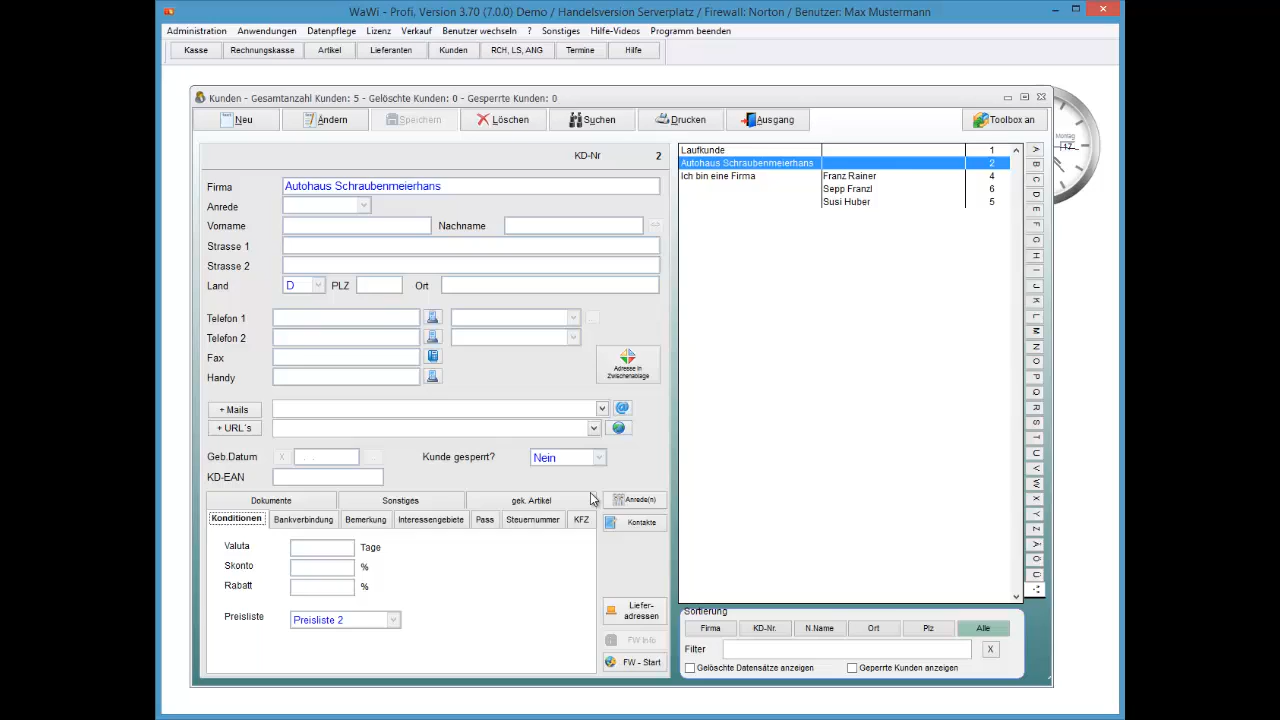 WaWi - Profi, Version 3.70 (7.0.0) Demo / Handelsversion Serverplatz / Firewall: Norton / Benutzer: Max Mustermann
Administration Anwendungen Datenpflege Lizenz Verkauf Benutzer wechseln ? Sonstiges Hilfe-Videos Programm beenden
Kasse Rechnungskasse Artikel Lieferanten Kunden RCH, LS, ANG Termine Hilfe
Kunden - Gesamtanzahl Kunden: 5 - Gelöschte Kunden: 0 - Gesperrte Kunden: 0
Neu Ändern Speichern Löschen Suchen Drucken Ausgang Toolbox an
Montag
17
KD-Nr 2
Firma Autohaus Schraubenmeierhans
Anrede
Vorname Nachname
Strasse 1
Strasse 2
Land D PLZ Ort
Telefon 1
Telefon 2
Fax
Handy
Adresse in
Zwischenablage
+ Mails
+ URL´s
Geb.Datum X . . Kunde gesperrt? Nein
KD-EAN
Dokumente Sonstiges gek. Artikel Anrede(n)
Konditionen Bankverbindung Bemerkung Interessengebiete Pass Steuernummer KFZ Kontakte
Valuta Tage
Skonto %
Rabatt %
Preisliste Preisliste 2
Liefer-
adressen
FW Info
FW - Start
Laufkunde 1
Autohaus Schraubenmeierhans 2
Ich bin eine Firma Franz Rainer 4
Sepp Franzl 6
Susi Huber 5
A
B
C
D
E
F
G
H
I
J
K
L
M
N
O
P
Q
R
S
T
U
V
W
X
Y
Z
Ä
Ö
Ü
*.*
Sortierung
Firma KD-Nr. N.Name Ort Plz Alle
Filter X
Gelöschte Datensätze anzeigen Geperrte Kunden anzeigen